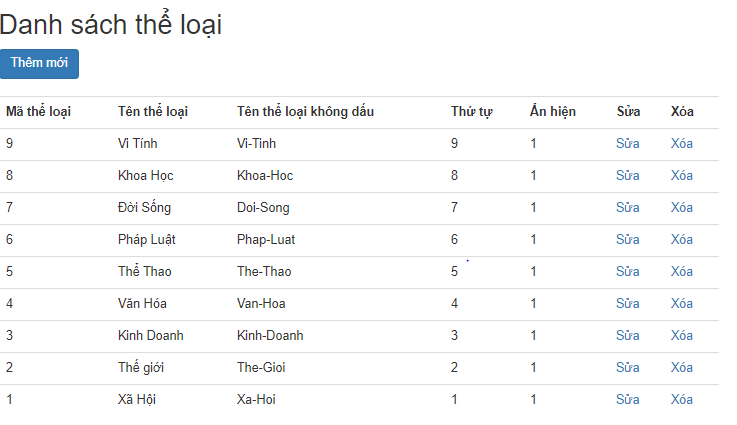 Danh sách thể loại
Thêm mới
Mã thể loại Tên thể loại Tên thể loại không dấu Thứ tự Ẩn hiện Sửa Xóa
9 Vi Tính Vi-Tinh 9 1 Sửa Xóa
8 Khoa Học Khoa-Hoc 8 1 Sửa Xóa
7 Đời Sống Doi-Song 7 1 Sửa Xóa
6 Pháp Luật Phap-Luat 6 1 Sửa Xóa
5 Thể Thao The-Thao 5 1 Sửa Xóa
4 Văn Hóa Van-Hoa 4 1 Sửa Xóa
3 Kinh Doanh Kinh-Doanh 3 1 Sửa Xóa
2 Thế giới The-Gioi 2 1 Sửa Xóa
1 Xã Hội Xa-Hoi 1 1 Sửa Xóa